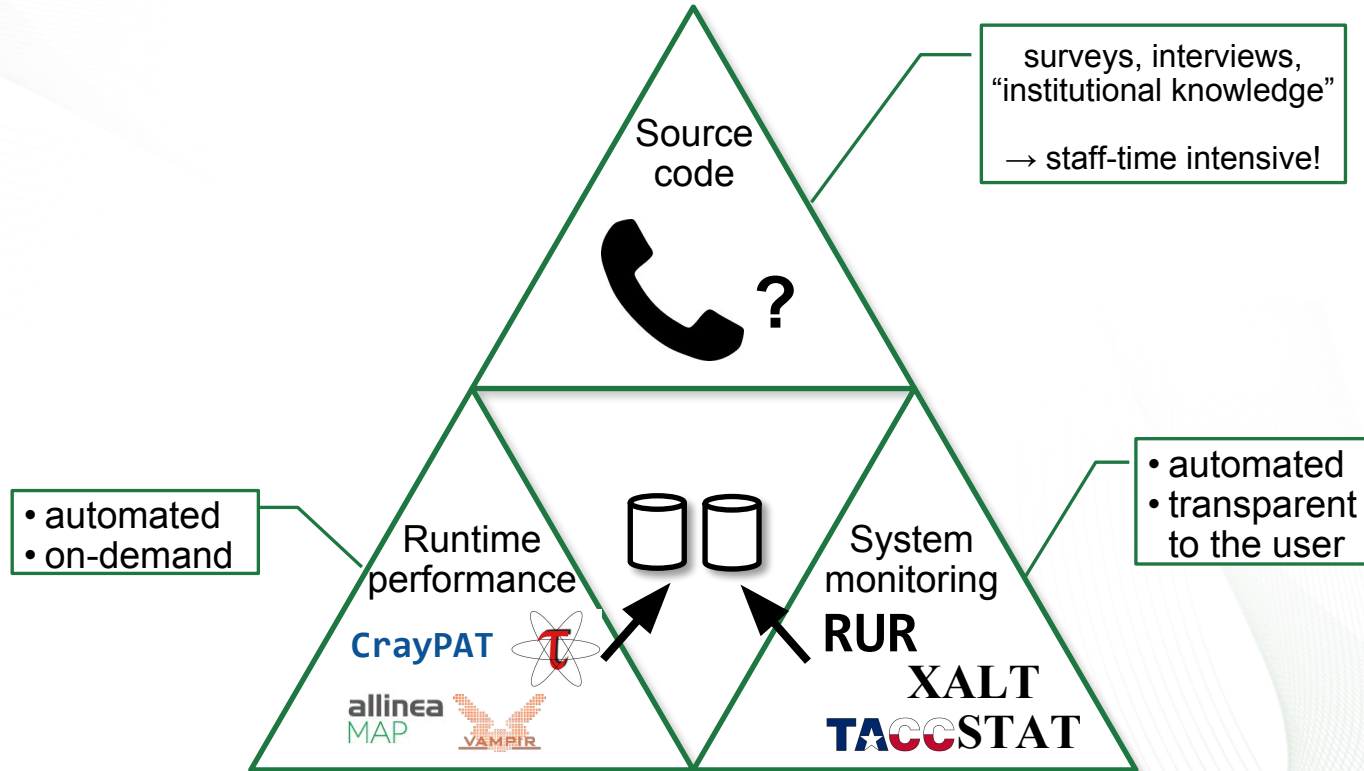 surveys, interviews,
“institutional knowledge”
→ staff-time intensive!
Source
code
?
• automated
• on-demand
Runtime
performance
CrayPAT
τ
allinea
MAP
VAMPIR
System
monitoring
RUR
XALT
TACCSTAT
• automated
• transparent
to the user